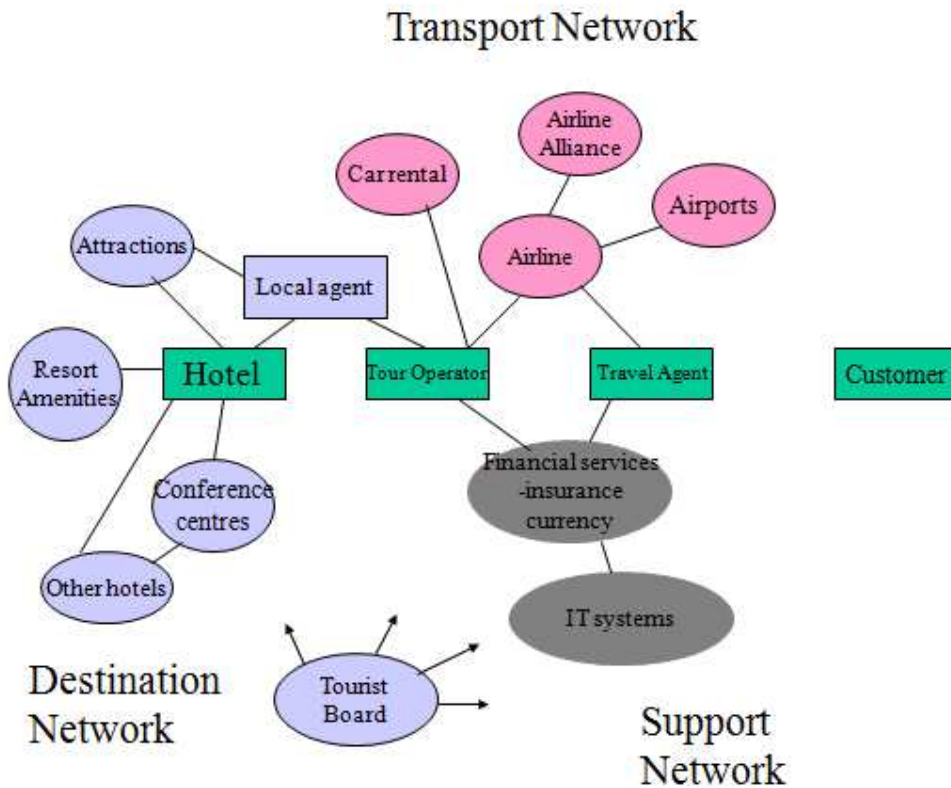 Transport Network
Airline
Alliance
Car rental
Airports
Attractions
Airline
Local agent
Resort
Amenities
Hotel
Tour Operator
Travel Agent
Customer
Financial services
-insurance
currency
Conference
centres
Other hotels
IT systems
Destination
Network
Tourist
Board
Support
Network